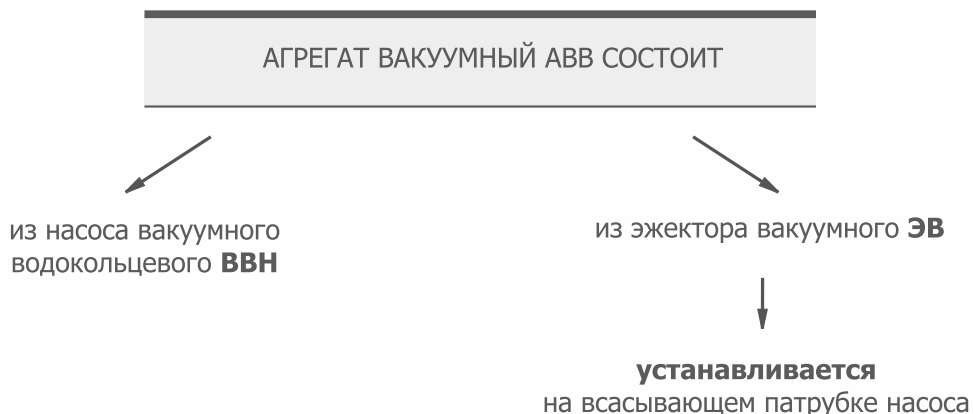 АГРЕГАТ ВАКУУМНЫЙ АВВ СОСТОИТ
из насоса вакуумного
водокольцевого ВВН
из эжектора вакуумного ЭВ
устанавливается
на всасывающем патрубке насоса